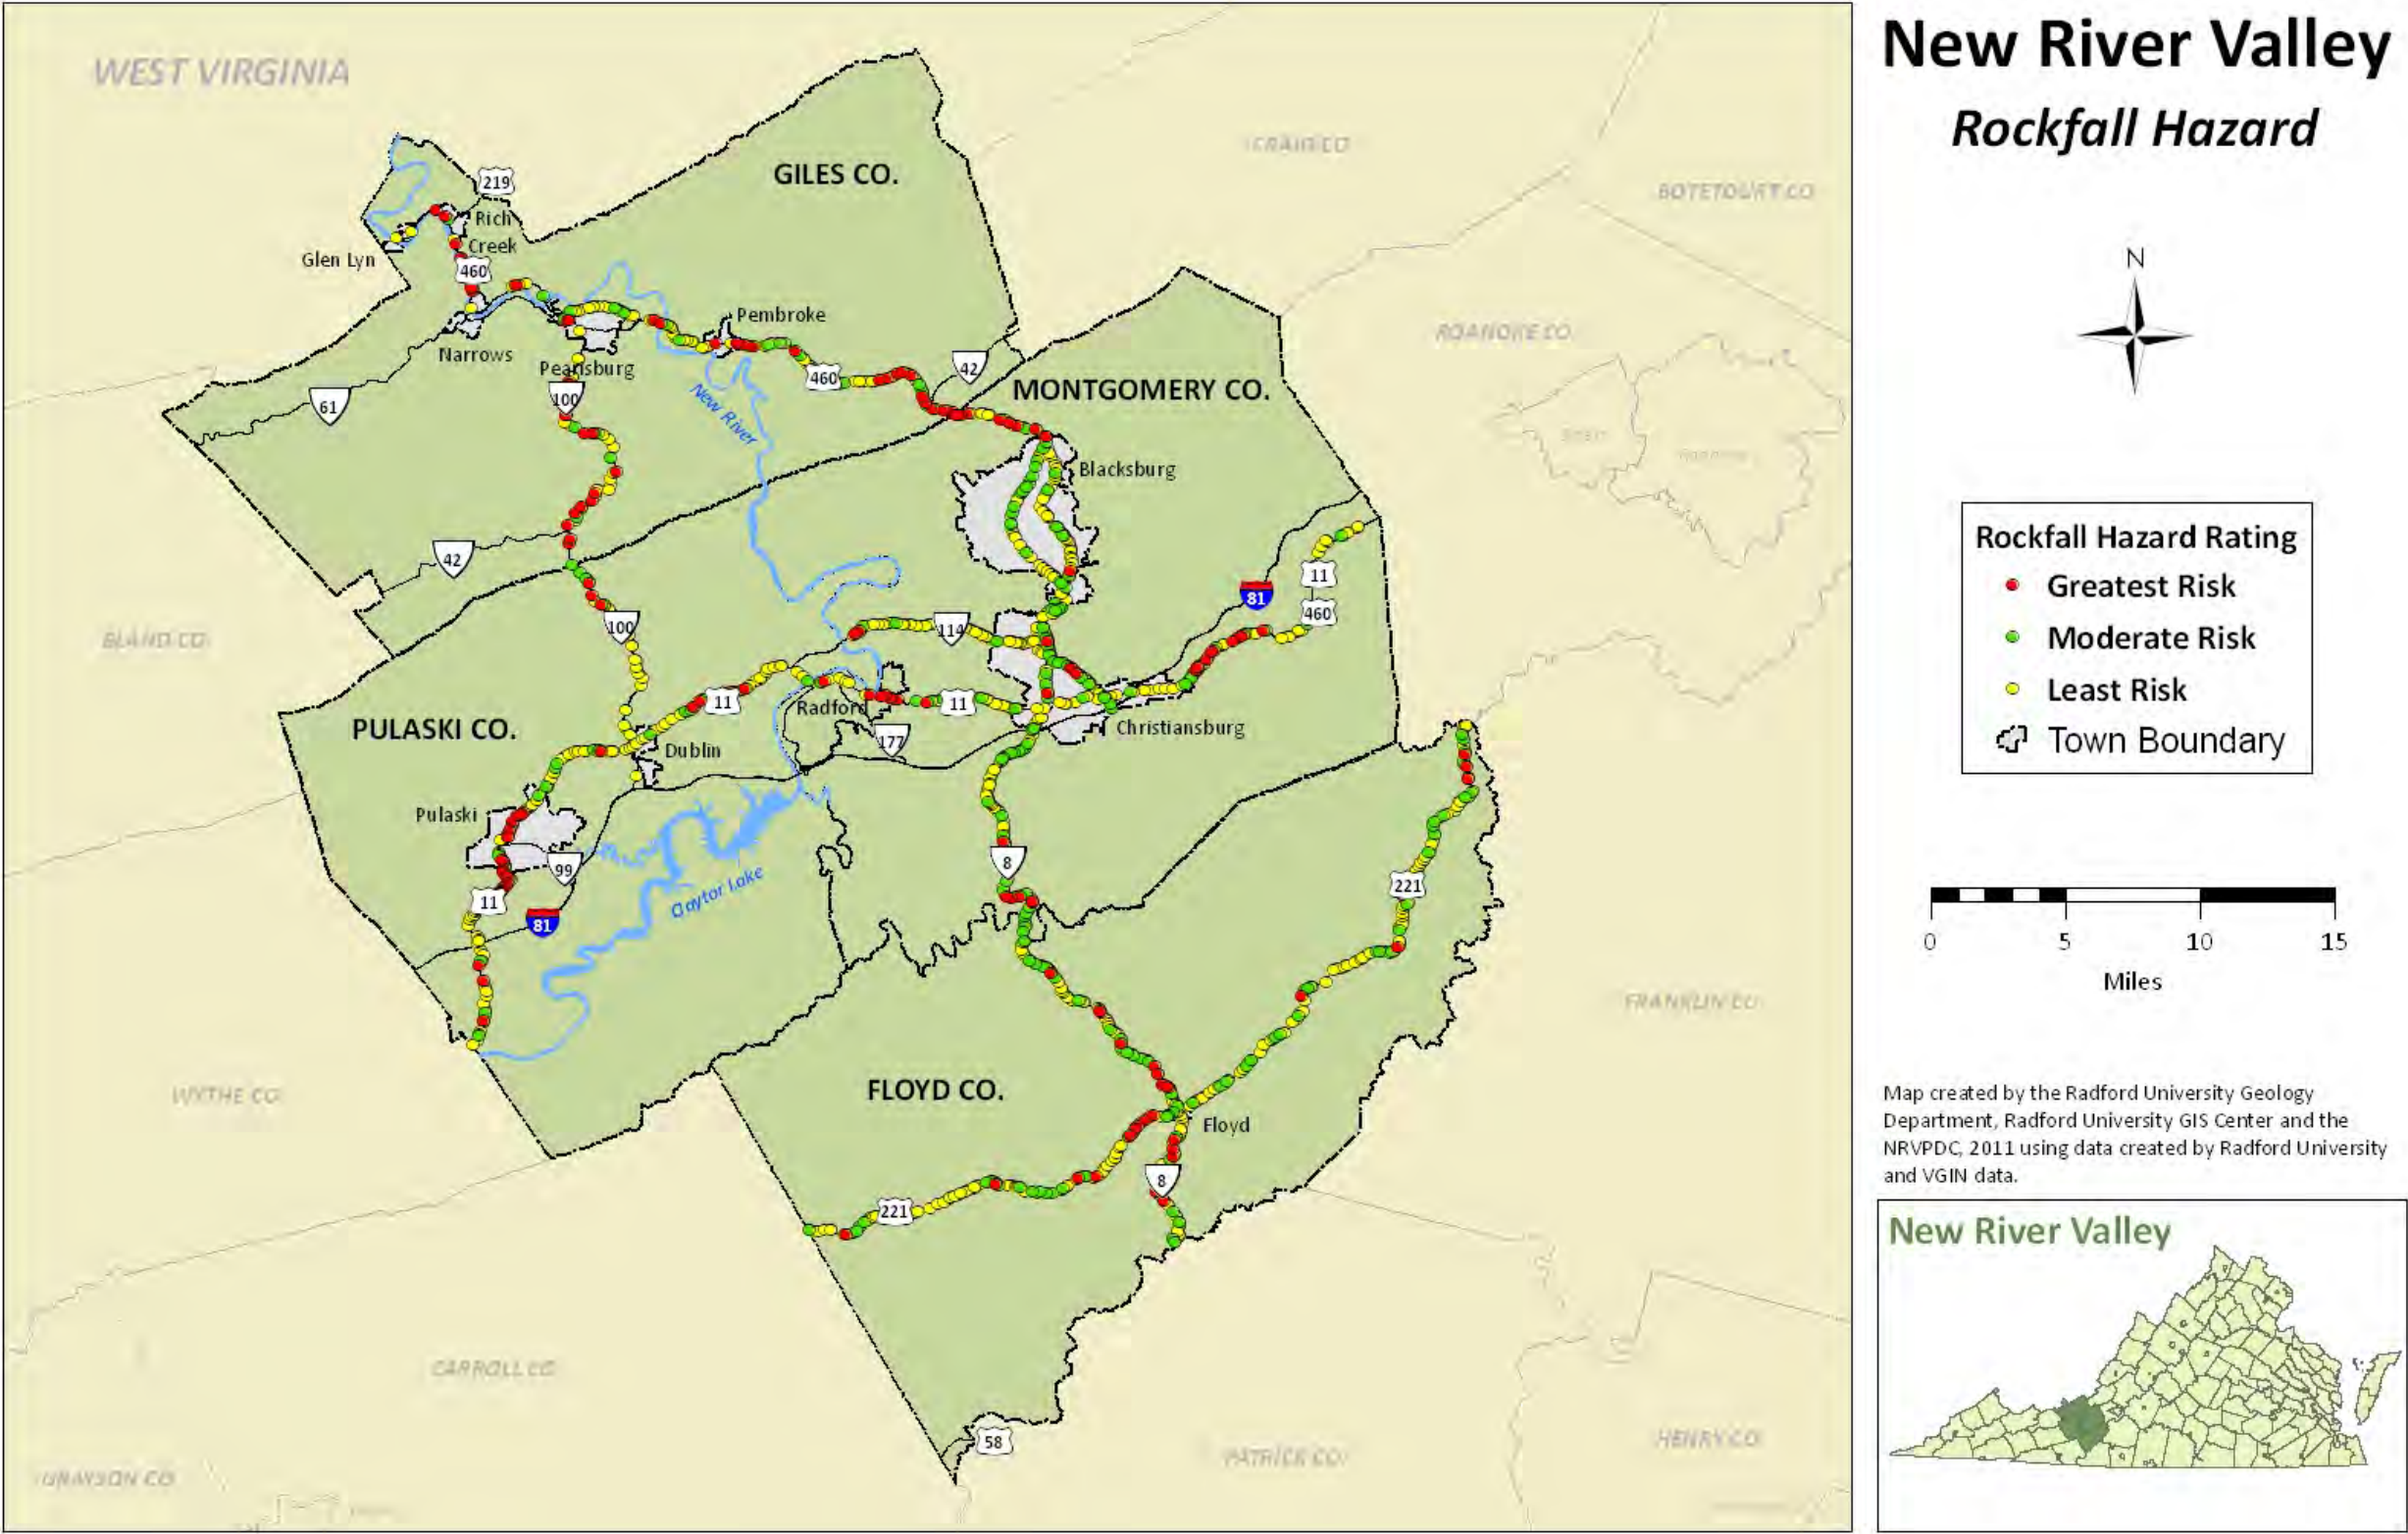 New River Valley
Rockfall Hazard
WEST VIRGINIA
GILES CO.
CRAIG CO.
BOTETOURT CO.
219
Rich
Creek
Glen Lyn
460
N
Pembroke
ROANOKE CO.
Narrows
Pearisburg
460
42
MONTGOMERY CO.
61
100
New River
Blacksburg
Rockfall Hazard Rating
Greatest Risk
Moderate Risk
Least Risk
Town Boundary
42
11
81
460
BLAND CO.
100
114
11
11
Radford
PULASKI CO.
177
Christiansburg
Dublin
Pulaski
99
8
11
81
Claytor Lake
221
0 5 10 15
Miles
FRANKLIN CO.
WYTHE CO.
FLOYD CO.
Floyd
8
221
Map created by the Radford University Geology
Department, Radford University GIS Center and the
NRVPDC, 2011 using data created by Radford University
and VGIN data.
New River Valley
CARROLL CO.
58
PATRICK CO.
HENRY CO.
GRAYSON CO.